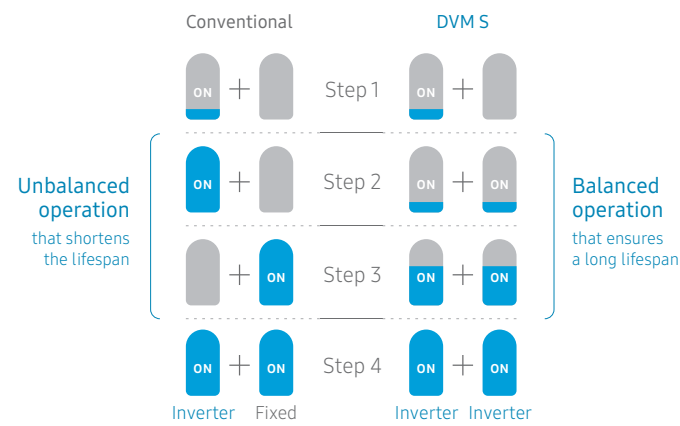 Conventional
DVM S
ON
Step 1
ON
Unbalanced
operation
that shortens
the lifespan
ON
Step 2
ON
ON
ON
Step 3
ON
ON
Balanced
operation
that ensures
a long lifespan
ON
ON
Step 4
ON
ON
Inverter
Fixed
Inverter
Inverter